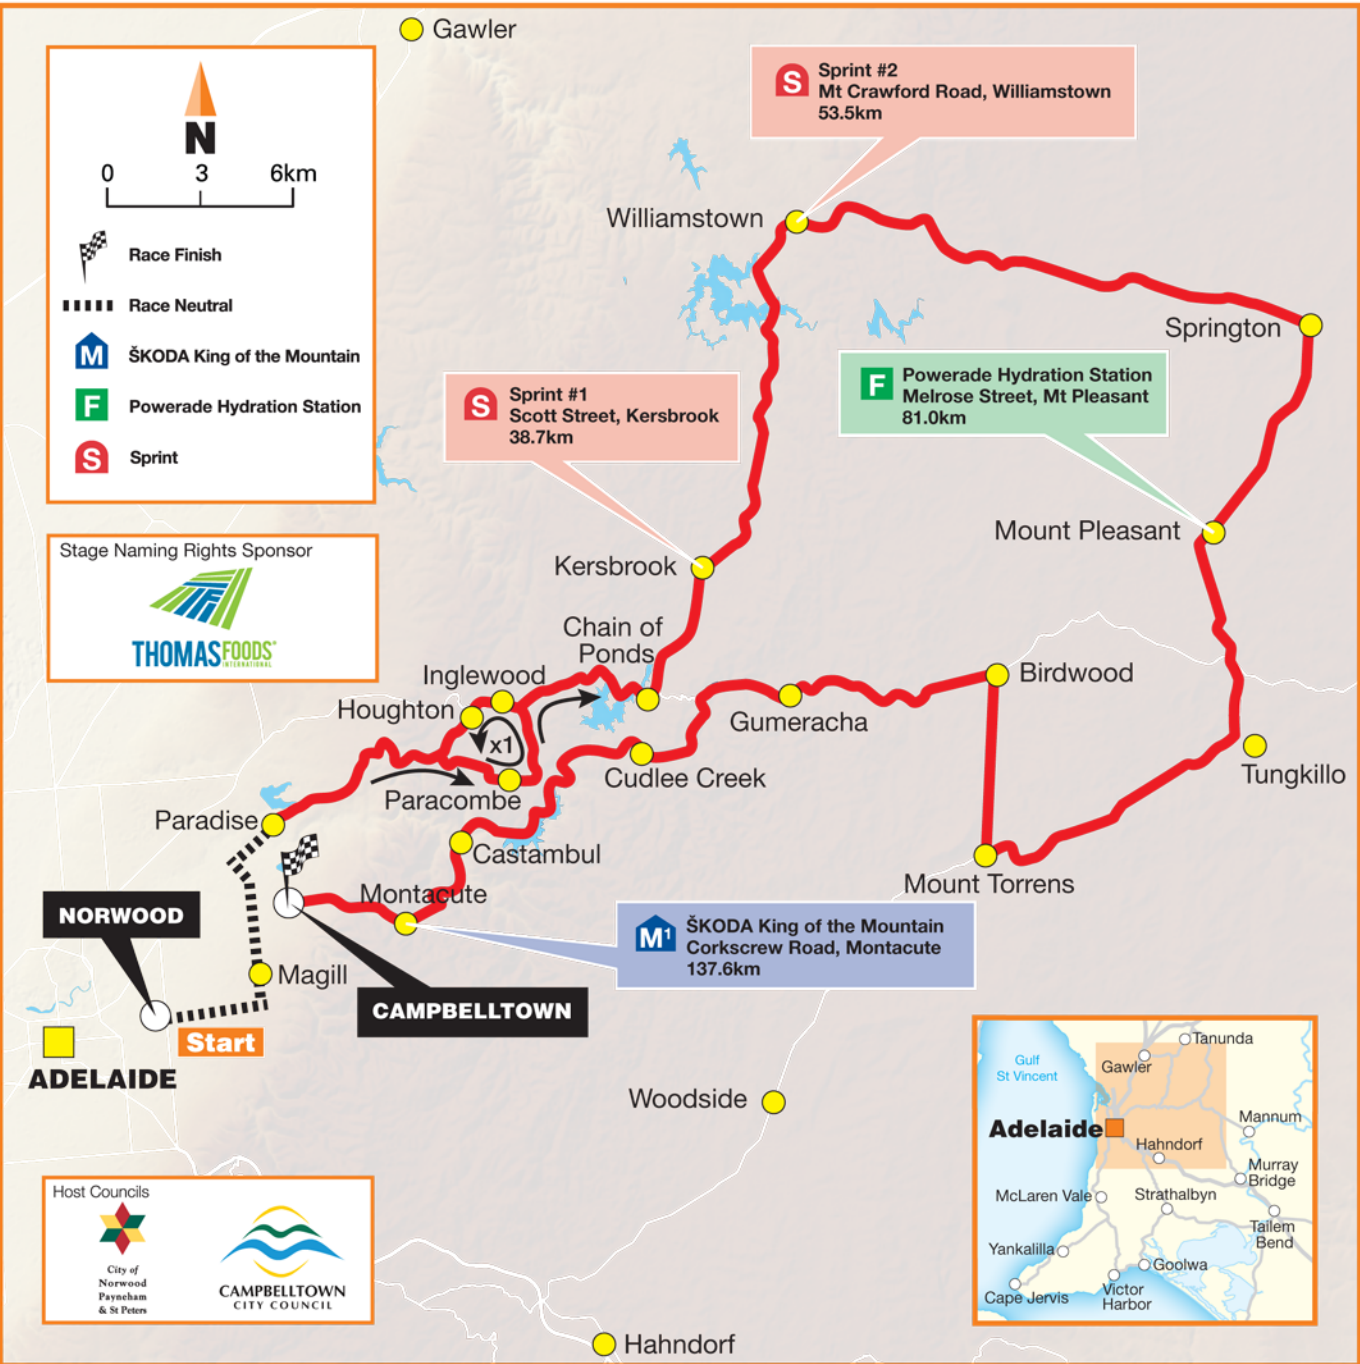 Gawler
N
0 3 6km
Race Finish
Race Neutral
M ŠKODA King of the Mountain
F Powerade Hydration Station
S Sprint
S Sprint #2
Mt Crawford Road, Williamstown
53.5km
Williamstown
Springton
F Powerade Hydration Station
Melrose Street, Mt Pleasant
81.0km
S Sprint #1
Scott Street, Kersbrook
38.7km
Mount Pleasant
Kersbrook
Stage Naming Rights Sponsor
THOMAS FOODS®
INTERNATIONAL
Chain of
Ponds
Inglewood
Houghton
x1
Birdwood
Gumeracha
Cudlee Creek
Tungkillo
Paracombe
Paradise
Castambul
Mount Torrens
Montacute
NORWOOD
M¹ ŠKODA King of the Mountain
Corkscrew Road, Montacute
137.6km
Magill
CAMPBELLTOWN
Start
ADELAIDE
Woodside
Hahndorf
Host Councils
City of
Norwood
Payneham
& St Peters
CAMPBELLTOWN
CITY COUNCIL
Tanunda
Gulf
St Vincent
Gawler
Mannum
Adelaide
Hahndorf
Murray
Bridge
McLaren Vale
Strathalbyn
Tailem
Bend
Yankalilla
Goolwa
Cape Jervis
Victor
Harbor